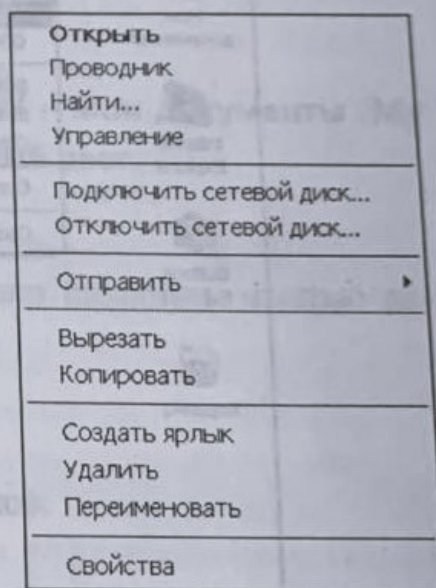 Открыть
Проводник
Найти...
Управление
Подключить сетевой диск...
Отключить сетевой диск...
Отправить
Вырезать
Копировать
Создать ярлык
Удалить
Переименовать
Свойства